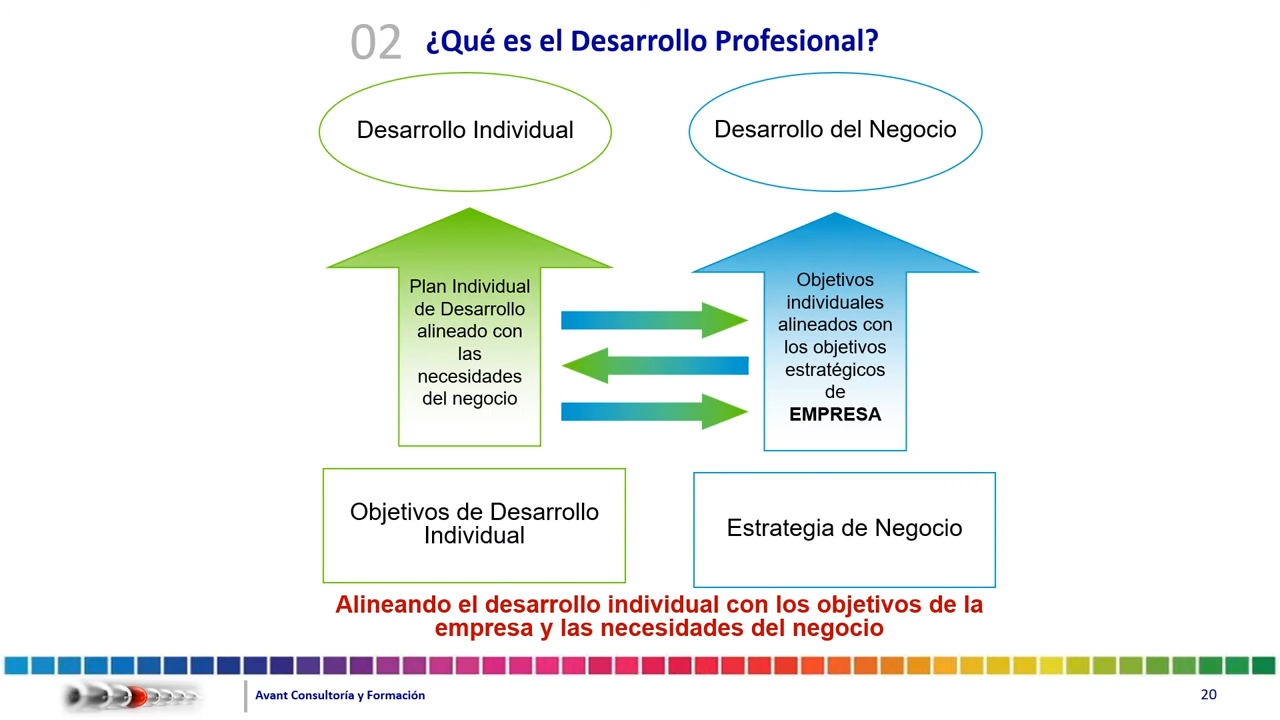 02 ¿Qué es el Desarrollo Profesional?
Desarrollo Individual
Desarrollo del Negocio
Plan Individual
de Desarrollo
alineado con
las
necesidades
del negocio
Objetivos
individuales
alineados con
los objetivos
estratégicos
de
EMPRESA
Objetivos de Desarrollo
Individual
Estrategia de Negocio
Alineando el desarrollo individual con los objetivos de la
empresa y las necesidades del negocio
Avant Consultoría y Formación
20